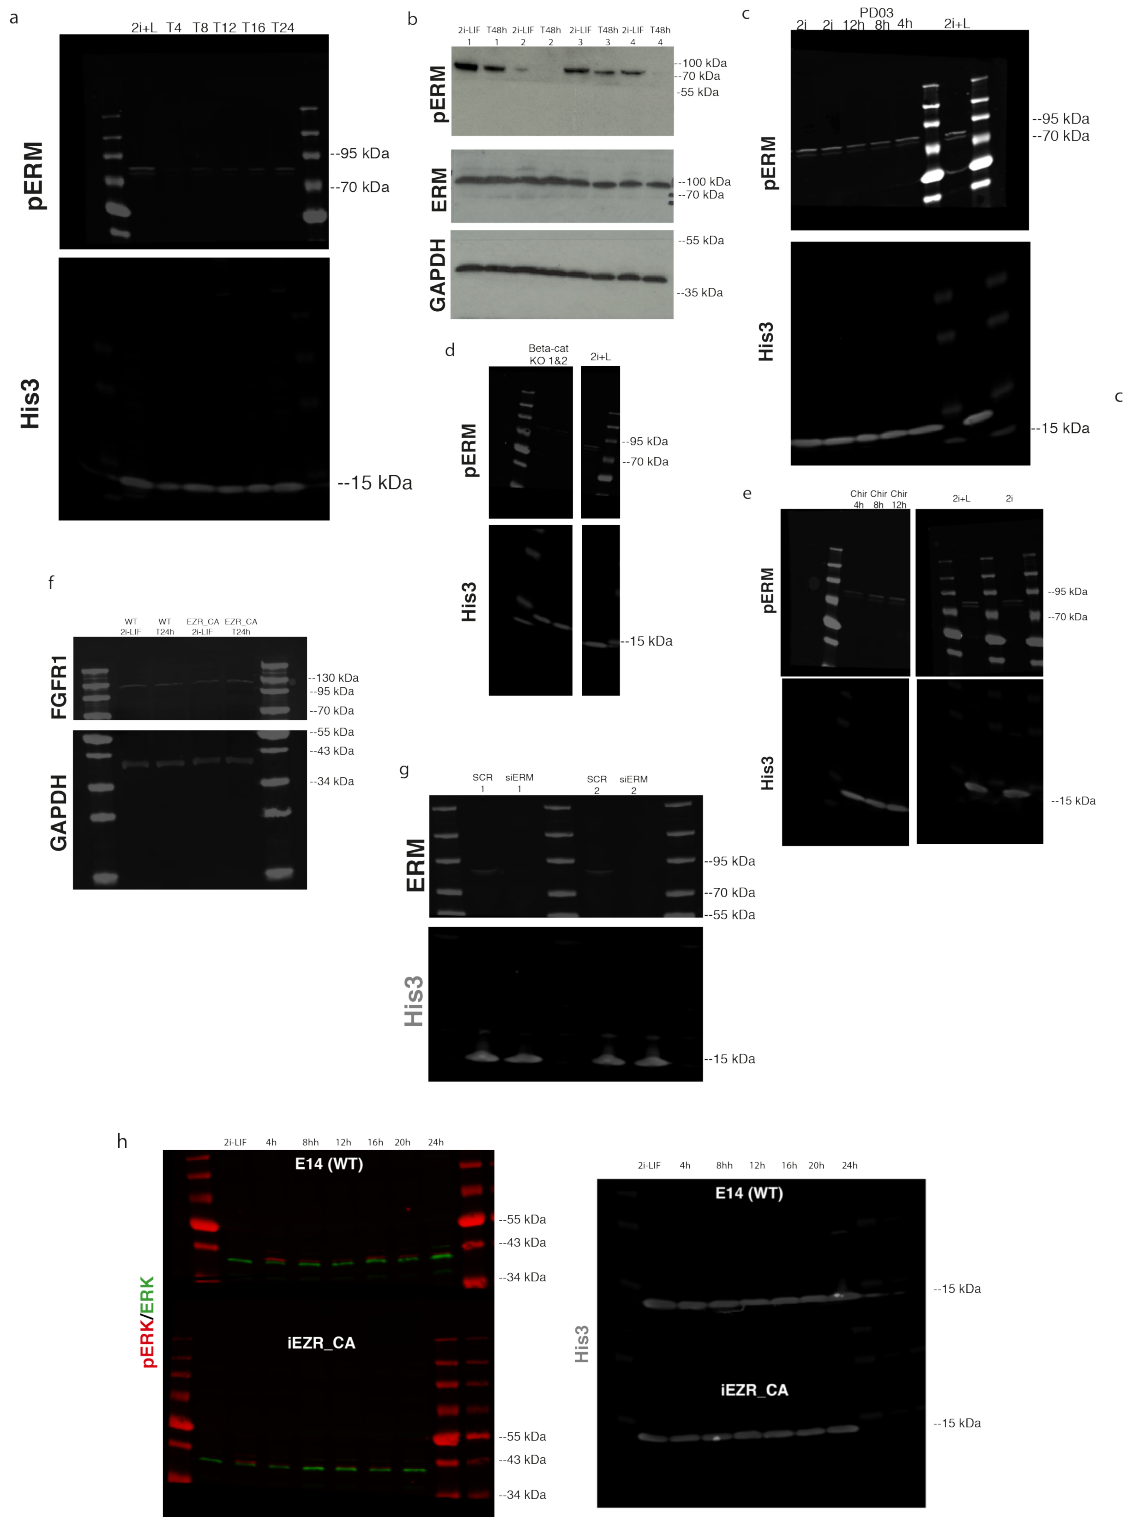 a
2i+L T4 T8 T12 T16 T24
pERM
--95 kDa
--70 kDa
His3
--15 kDa
b
2i-LIF T48h 2i-LIF T48h 2i-LIF T48h 2i-LIF T48h
1 1 2 2 3 3 4 4
pERM
--100 kDa
--70 kDa
--55 kDa
ERM
--100 kDa
--70 kDa
GAPDH
--55 kDa
--35 kDa
c
PD03
2i 2i 12h 8h 4h 2i+L
pERM
--95 kDa
--70 kDa
His3
--15 kDa
c
d
Beta-cat
KO 1&2
2i+L
pERM
--95 kDa
--70 kDa
His3
--15 kDa
e
Chir Chir Chir
4h 8h 12h
2i+L 2i
pERM
--95 kDa
--70 kDa
His3
--15 kDa
f
WT WT EZR_CA EZR_CA
2i-LIF T24h 2i-LIF T24h
FGFR1
--130 kDa
--95 kDa
--70 kDa
GAPDH
--55 kDa
--43 kDa
--34 kDa
g
SCR siERM SCR siERM
1 1 2 2
ERM
--95 kDa
--70 kDa
--55 kDa
His3
--15 kDa
h
2i-LIF 4h 8hh 12h 16h 20h 24h
E14 (WT)
--55 kDa
--43 kDa
--34 kDa
pERK/ERK
iEZR_CA
--55 kDa
--43 kDa
--34 kDa
2i-LIF 4h 8hh 12h 16h 20h 24h
E14 (WT)
--15 kDa
His3
iEZR_CA
--15 kDa